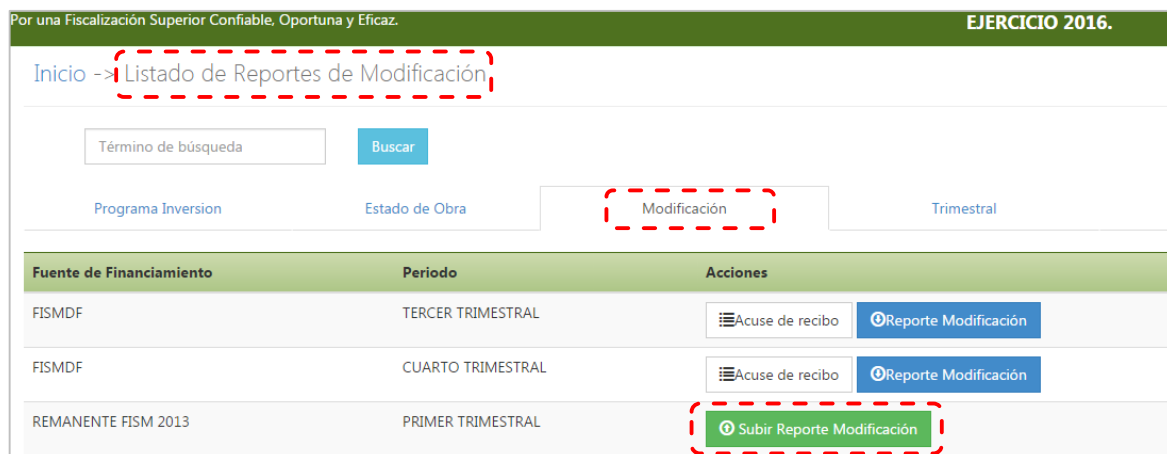 Por una Fiscalización Superior Confiable, Oportuna y Eficaz. EJERCICIO 2016.
Inicio -> Listado de Reportes de Modificación
Término de búsqueda Buscar
Programa Inversion Estado de Obra Modificación Trimestral
Fuente de Financiamiento Periodo Acciones
FISMDF TERCER TRIMESTRAL Acuse de recibo Reporte Modificación
FISMDF CUARTO TRIMESTRAL Acuse de recibo Reporte Modificación
REMANENTE FISM 2013 PRIMER TRIMESTRAL Subir Reporte Modificación